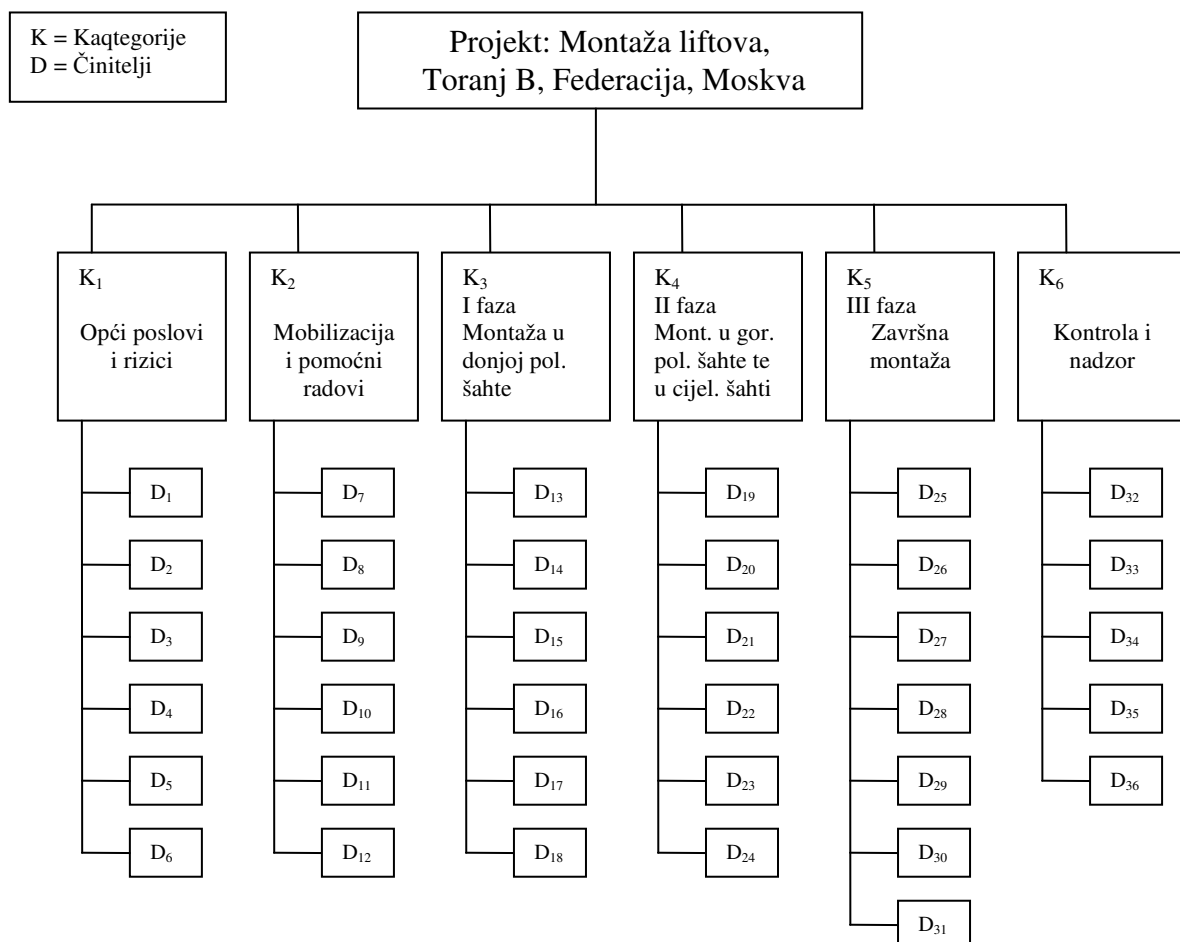 K = Kaqtegorije
D = Činitelji
Projekt: Montaža liftova,
Toranj B, Federacija, Moskva
K₁
Opći poslovi
i rizici
K₂
Mobilizacija
i pomoćni
radovi
K₃
I faza
Montaža u
donjoj pol.
šahte
K₄
II faza
Mont. u gor.
pol. šahte te
u cijel. šahti
K₅
III faza
Završna
montaža
K₆
Kontrola i
nadzor
D₁
D₂
D₃
D₄
D₅
D₆
D₇
D₈
D₉
D₁₀
D₁₁
D₁₂
D₁₃
D₁₄
D₁₅
D₁₆
D₁₇
D₁₈
D₁₉
D₂₀
D₂₁
D₂₂
D₂₃
D₂₄
D₂₅
D₂₆
D₂₇
D₂₈
D₂₉
D₃₀
D₃₁
D₃₂
D₃₃
D₃₄
D₃₅
D₃₆